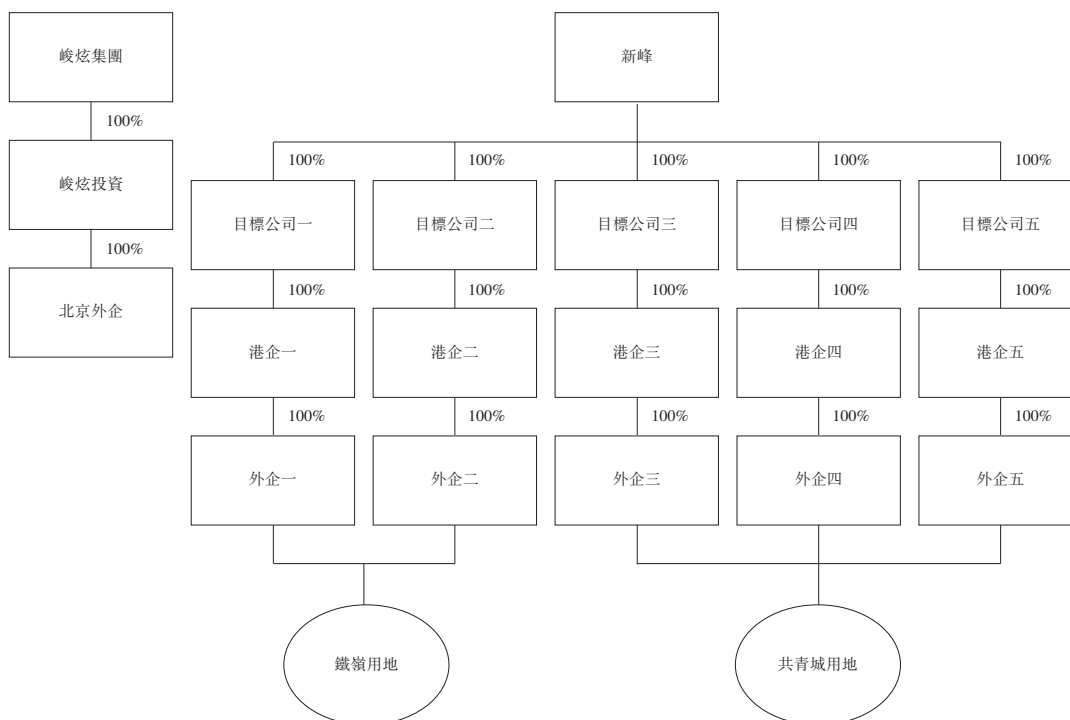 峻炫集團
新峰
100%
峻炫投資
100%
100%
100%
100%
100%
目標公司一
目標公司二
目標公司三
目標公司四
目標公司五
100%
北京外企
100%
100%
100%
100%
100%
港企一
港企二
港企三
港企四
港企五
100%
100%
100%
100%
100%
外企一
外企二
外企三
外企四
外企五
鐵嶺用地
共青城用地